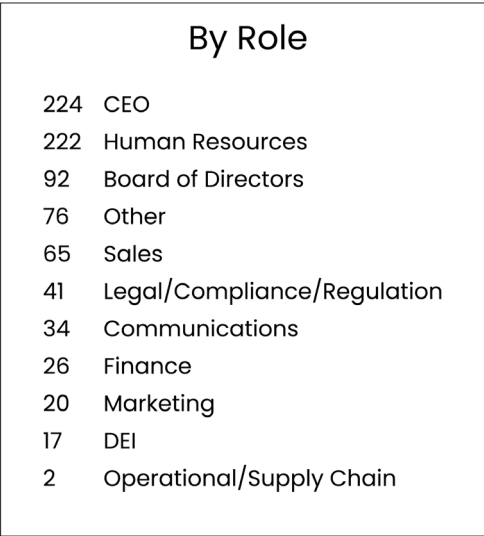 By Role
224 CEO
222 Human Resources
92 Board of Directors
76 Other
65 Sales
41 Legal/Compliance/Regulation
34 Communications
26 Finance
20 Marketing
17 DEI
2 Operational/Supply Chain